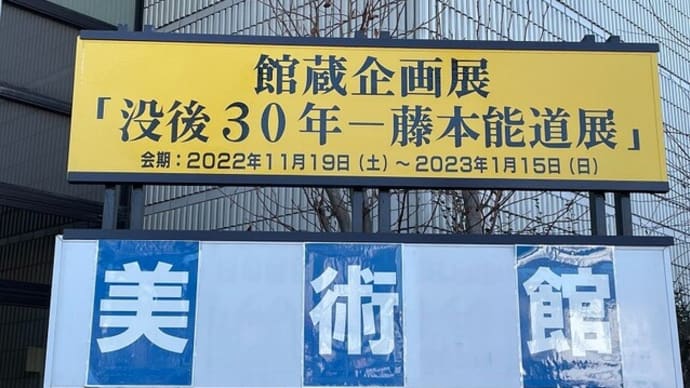 館蔵企画展
「没後30年－藤本能道展」
会期：2022年11月19日（土）～2023年1月15日（日）
美術館